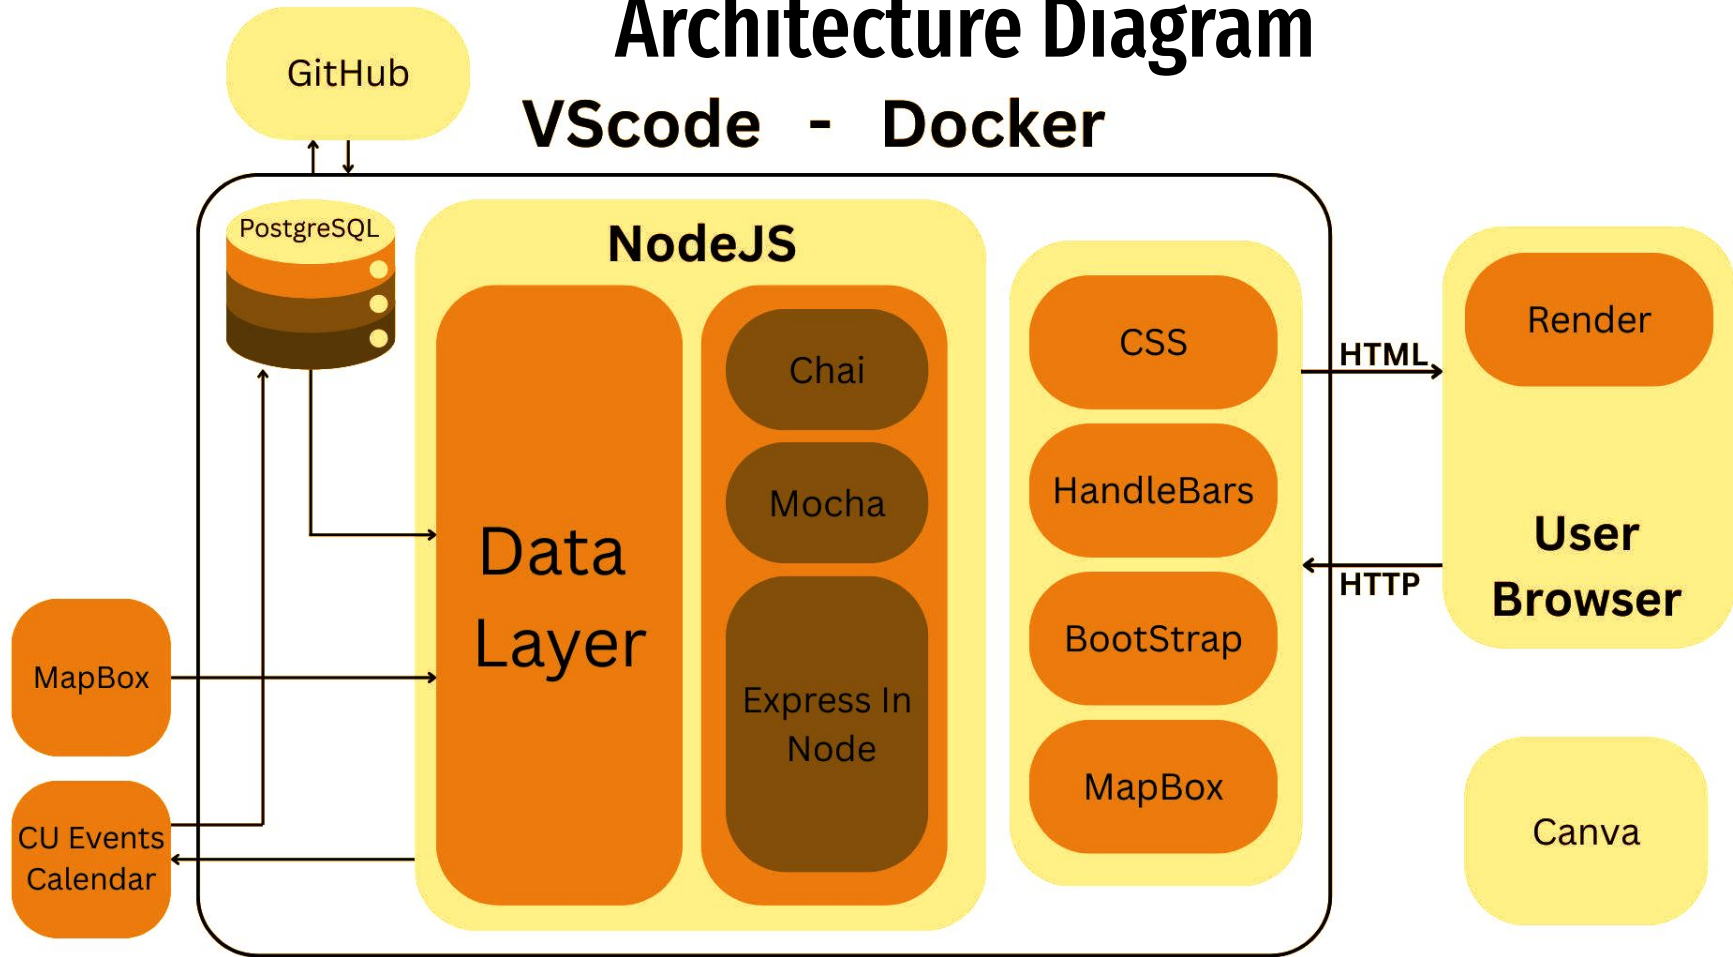 Architecture Diagram
GitHub
VScode - Docker
PostgreSQL
NodeJS
Data
Layer
Chai
Mocha
Express In
Node
CSS
HandleBars
BootStrap
MapBox
HTML
HTTP
Render
User
Browser
MapBox
CU Events
Calendar
Canva